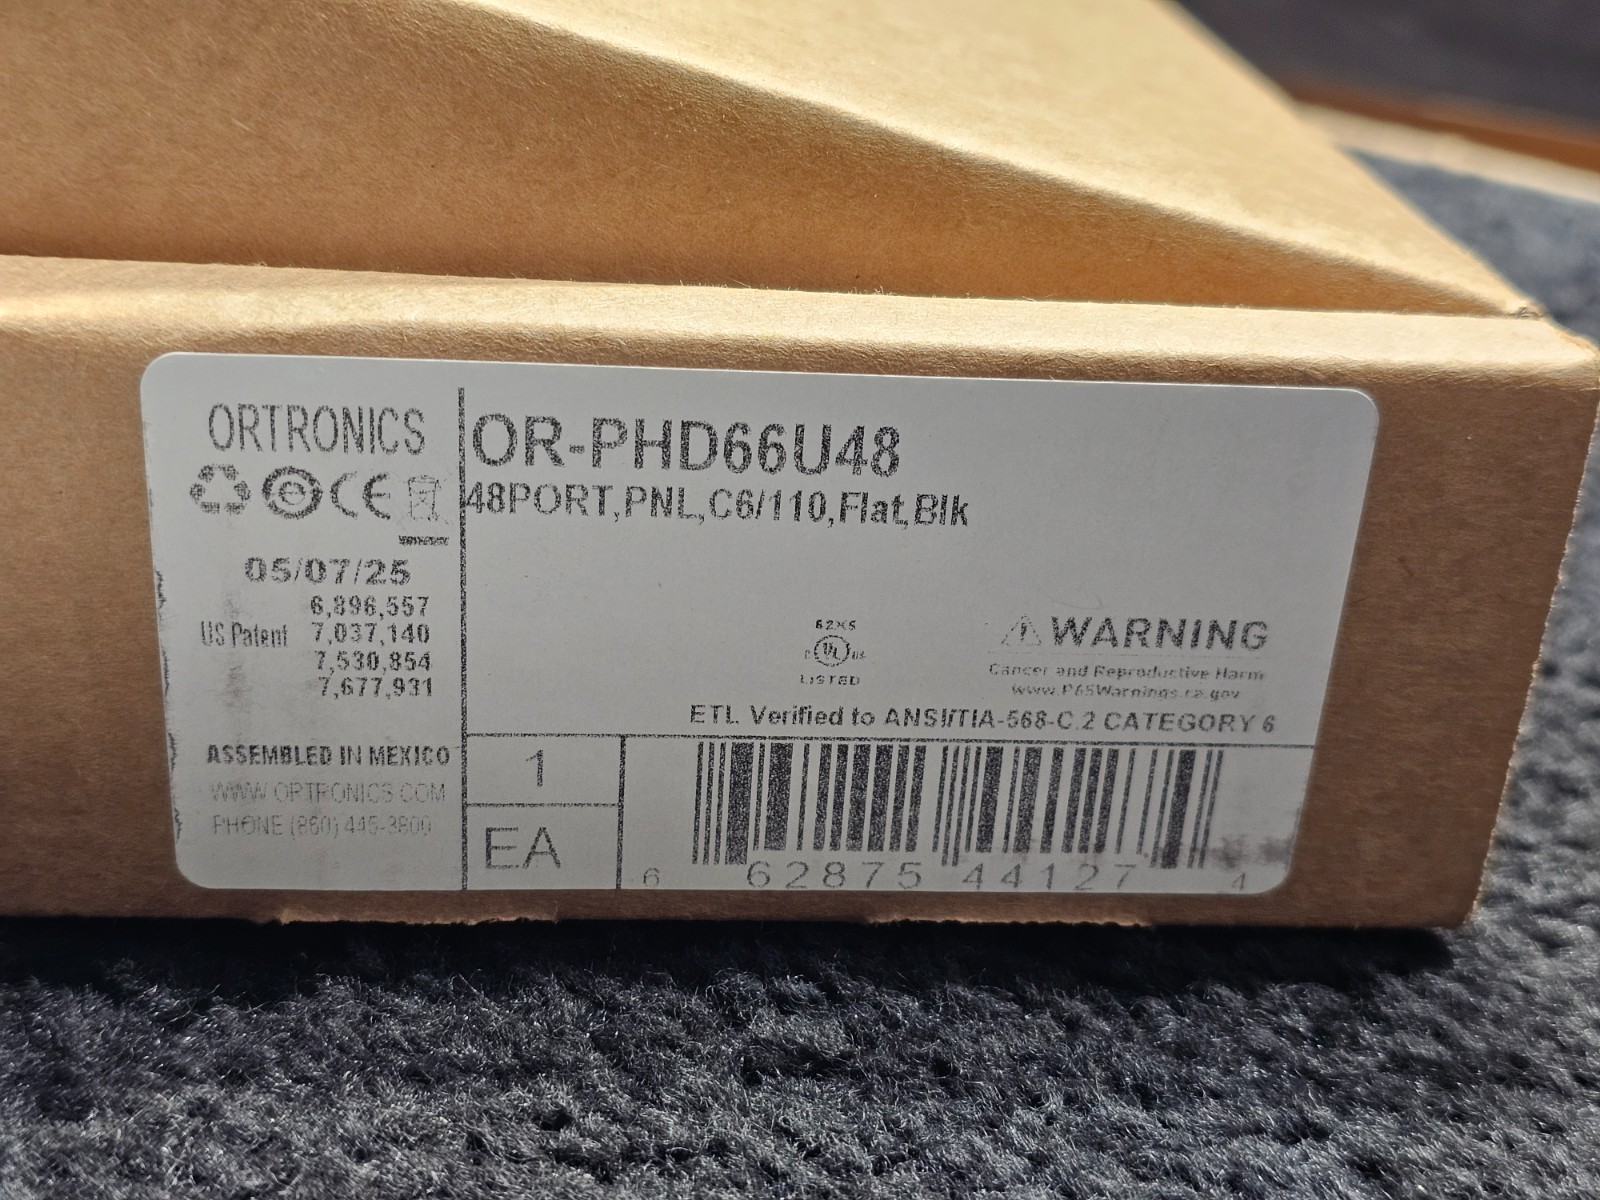 ORTRONICS
05/07/25
US Patent
6,896,557
7,037,140
7,530,854
7,677,931
ASSEMBLED IN MEXICO
WWW.ORTRONICS.COM
PHONE (860) 445-3800
OR-PHD66U48
48PORT,PNL,C6/110,Flat,Blk
62X5
UL
LISTED
WARNING
Cancer and Reproductive Harm
www.P65Warnings.ca.gov
ETL Verified to ANSI/TIA-568-C.2 CATEGORY 6
1
EA
6 62875 44127 4